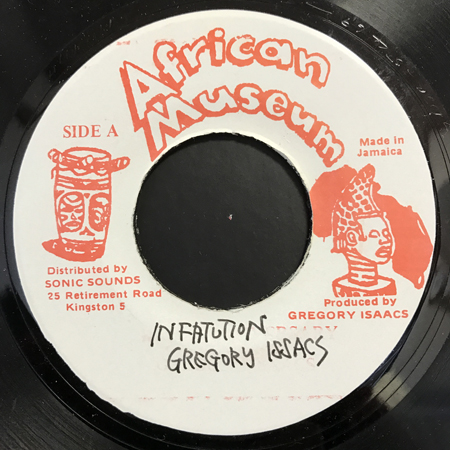 African
Museum
SIDE A
Made in
Jamaica
Distributed by
SONIC SOUNDS
25 Retirement Road
Kingston 5
Produced by
GREGORY ISAACS
INFATUTION
GREGORY ISSACS